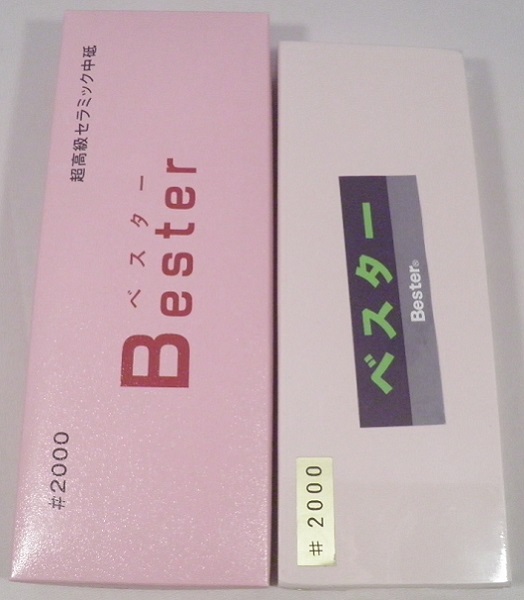 超高級セラミック中砥
ベスター
Bester
#2000
ベスター
Bester®
# 2000